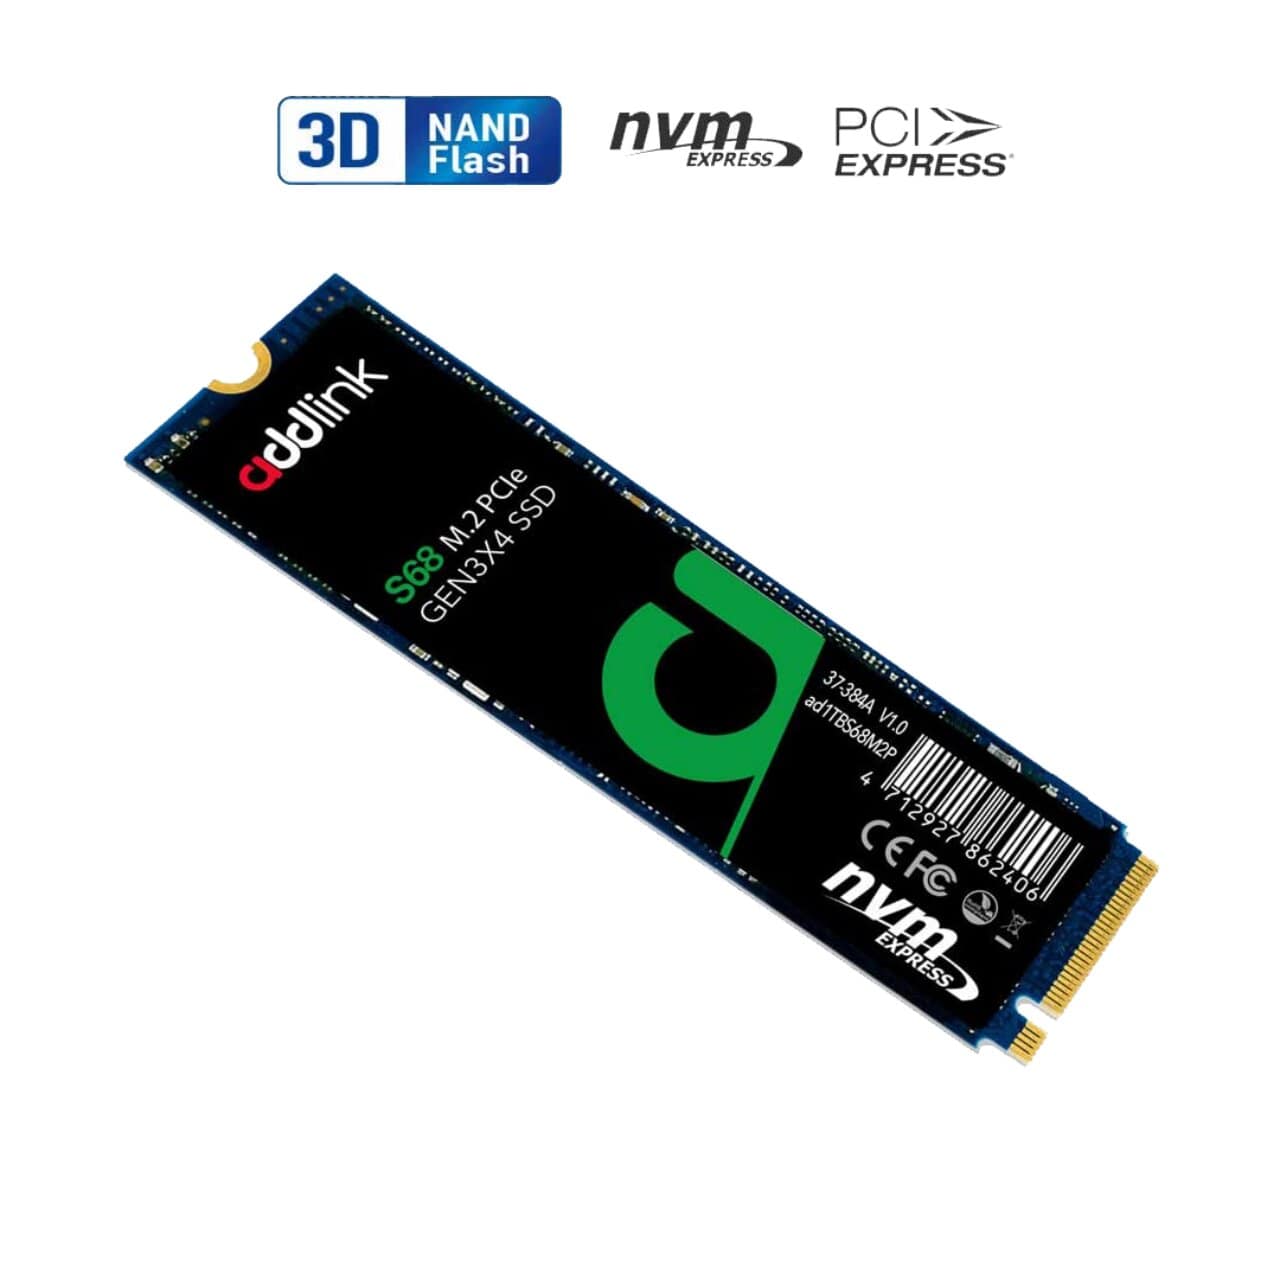 3D NAND
Flash
nvm
EXPRESS
PCI
EXPRESS®
addlink
S68 M.2 PCIe
GEN3X4 SSD
37-384A V1.0
ad1TBS68M2P
4 712927 862406
CE FC
nvm
EXPRESS